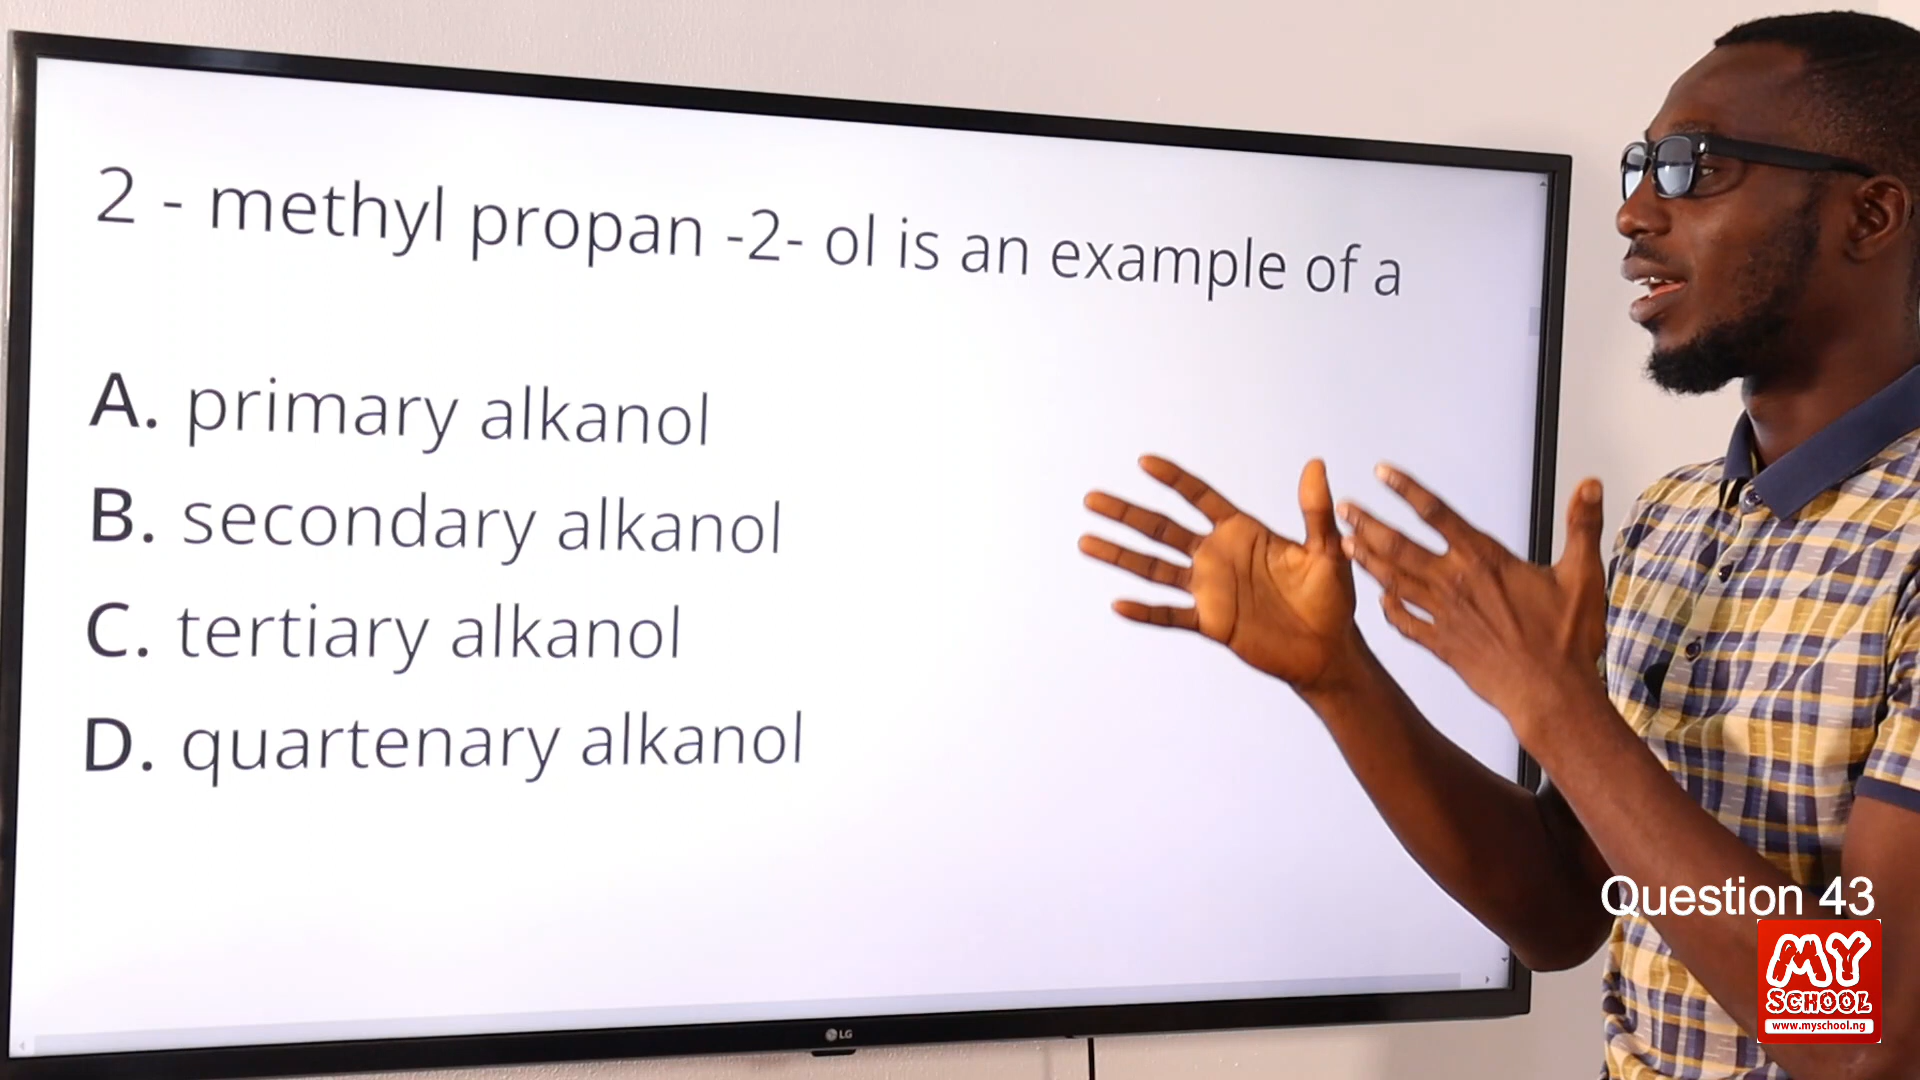 2 - methyl propan -2- ol is an example of a
A. primary alkanol
B. secondary alkanol
C. tertiary alkanol
D. quartenary alkanol
LG
Question 43
MY
SCHOOL
www.myschool.ng